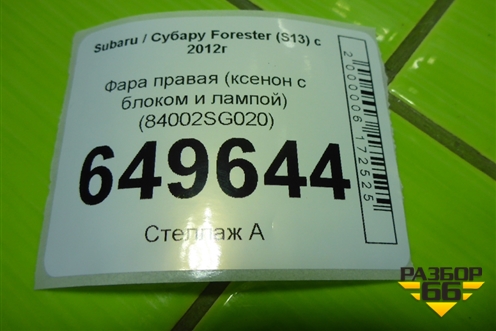 Subaru / Субару Forester (S13) с
2012г
Фара правая (ксенон с
блоком и лампой)
(84002SG020)
649644
Стеллаж А
2000006172525
РАЗБОР
66